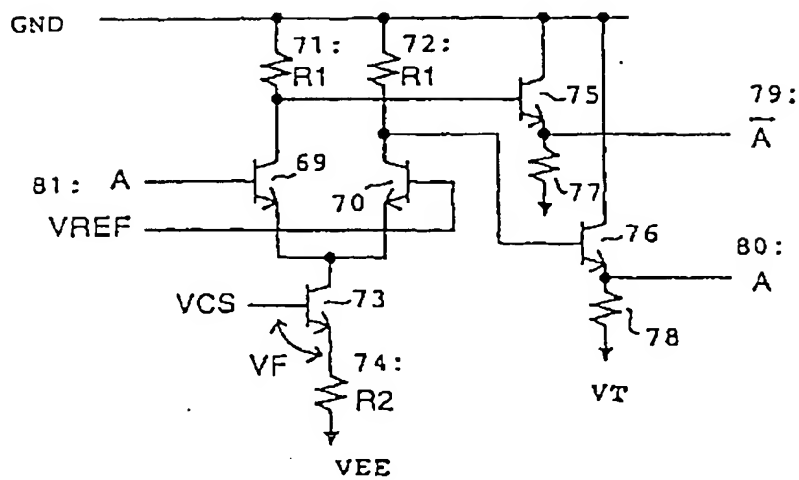 GND
71: 72:
R1 R1
75
79:
A
69
77
81: A
70
VREF
76
80:
A
VCS
73
78
VF
74:
R2
VT
VEE